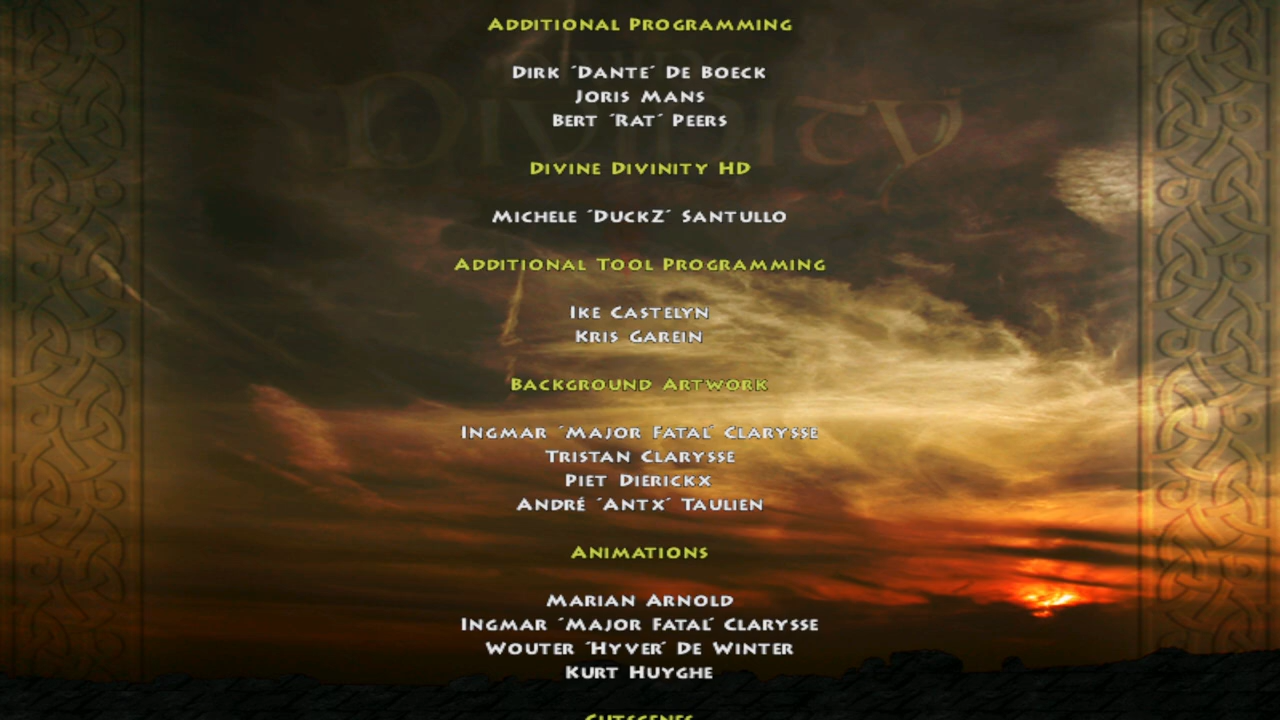 Divinity
Additional Programming
Dirk ´Dante´ De Boeck
Joris Mans
Bert ´Rat´ Peers
Divine Divinity HD
Michele ´DuckZ´ Santullo
Additional Tool Programming
Ike Castelyn
Kris Garein
Background Artwork
Ingmar ´Major Fatal´ Clarysse
Tristan Clarysse
Piet Dierickx
André ´Antx´ Taulien
Animations
Marian Arnold
Ingmar ´Major Fatal´ Clarysse
Wouter ´Hyver´ De Winter
Kurt Huyghe
Cutscenes